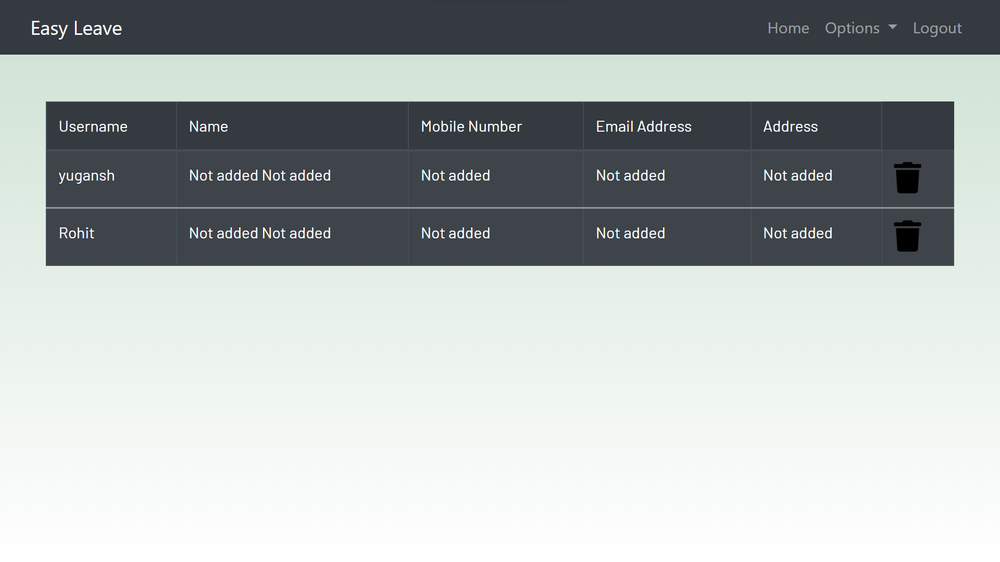 Easy Leave Home Options Logout
Username Name Mobile Number Email Address Address
yugansh Not added Not added Not added Not added Not added
Rohit Not added Not added Not added Not added Not added